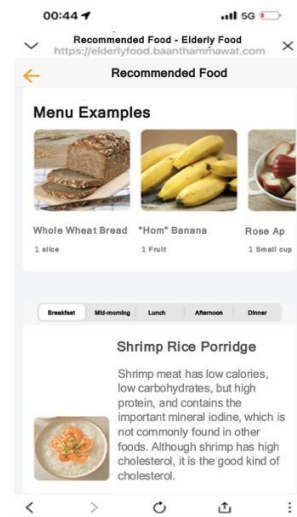 00:44
5G
Recommended Food - Elderly Food
https://elderlyfood.baanthammawat.com
Recommended Food
Menu Examples
Whole Wheat Bread
1 slice
"Hom" Banana
1 Fruit
Rose Ap
1 Small cup
Breakfast Mid-morning Lunch Afternoon Dinner
Shrimp Rice Porridge
Shrimp meat has low calories,
low carbohydrates, but high
protein, and contains the
important mineral iodine, which is
not commonly found in other
foods. Although shrimp has high
cholesterol, it is the good kind of
cholesterol.